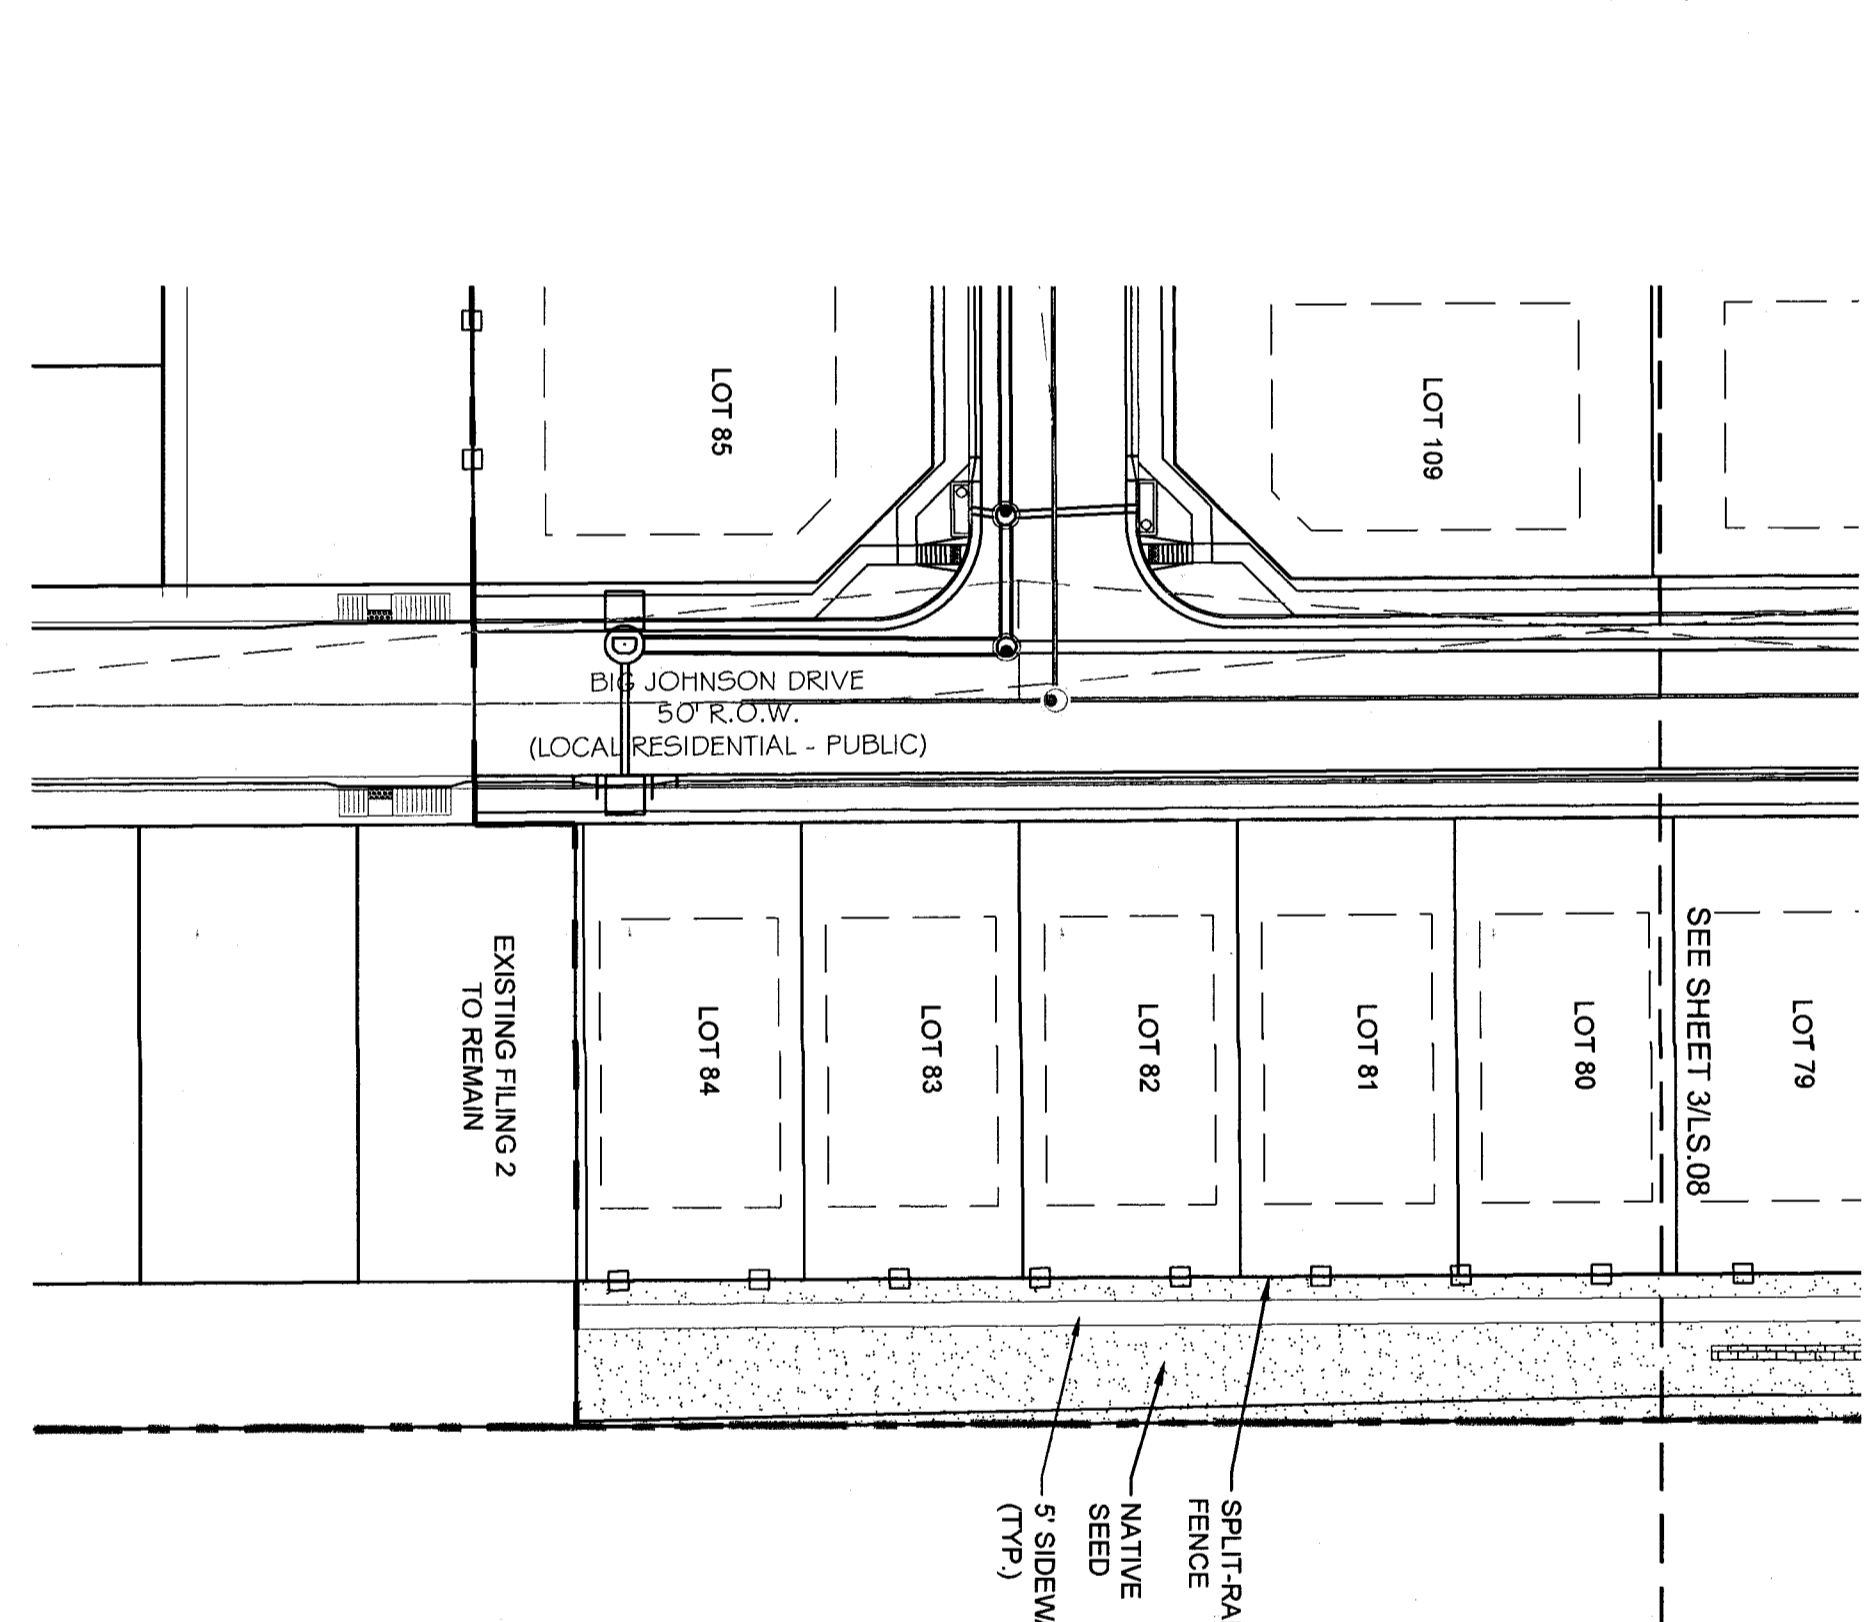 LOT 85
LOT 109
BIG JOHNSON DRIVE
50' R.O.W.
(LOCAL RESIDENTIAL - PUBLIC)
EXISTING FILING 2
TO REMAIN
LOT 84
LOT 83
LOT 82
LOT 81
LOT 80
SEE SHEET 3/LS.08
LOT 79
SPLIT-RA
FENCE
NATIVE
SEED
5' SIDEW
(TYP.)